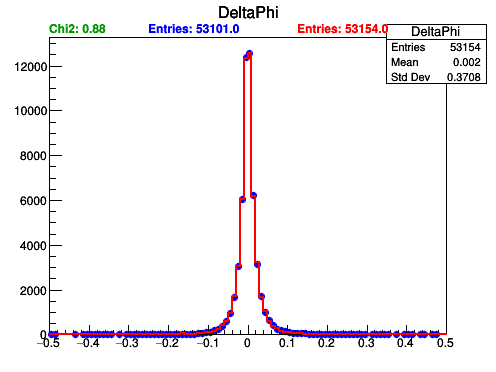 DeltaPhi
Chi2: 0.88 Entries: 53101.0 Entries: 53154.0
DeltaPhi
Entries 53154
Mean 0.002
Std Dev 0.3708
12000
10000
8000
6000
4000
2000
0
−0.5 −0.4 −0.3 −0.2 −0.1 0 0.1 0.2 0.3 0.4 0.5